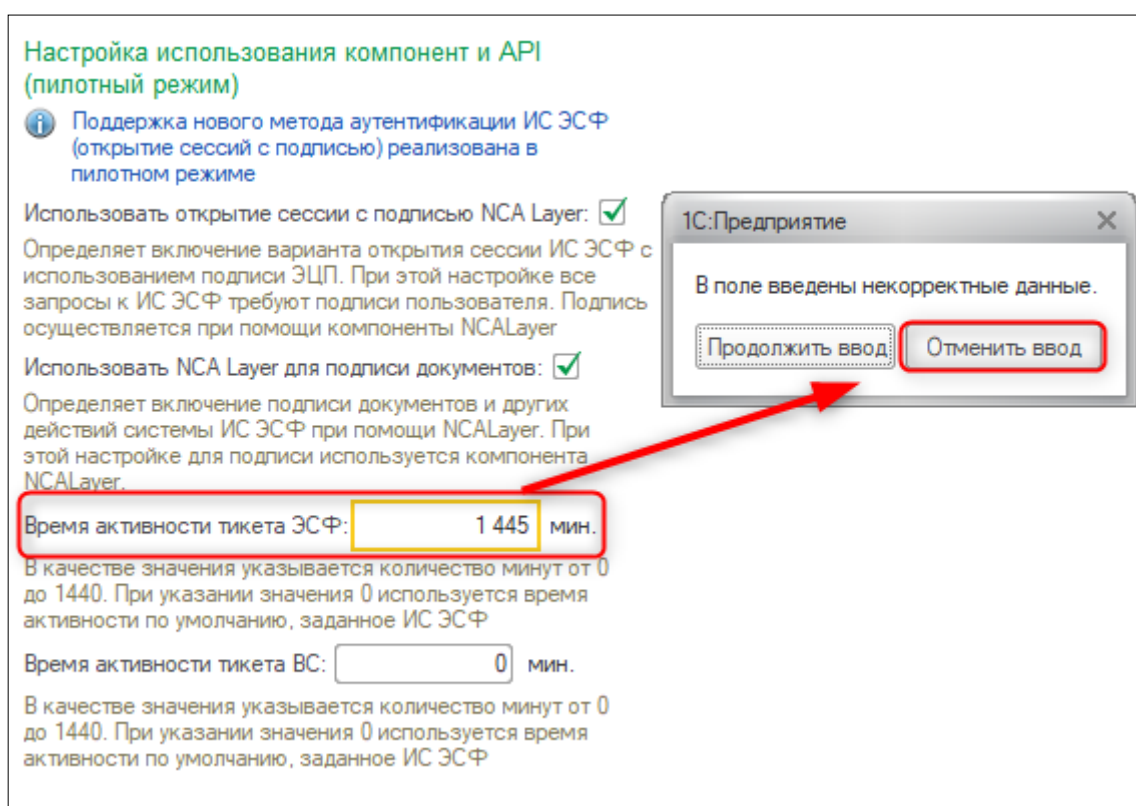 Настройка использования компонент и API
(пилотный режим)
Поддержка нового метода аутентификации ИС ЭСФ
(открытие сессий с подписью) реализована в
пилотном режиме
Использовать открытие сессии с подписью NCA Layer:
Определяет включение варианта открытия сессии ИС ЭСФ с
использованием подписи ЭЦП. При этой настройке все
запросы к ИС ЭСФ требуют подписи пользователя. Подпись
осуществляется при помощи компоненты NCALayer
Использовать NCA Layer для подписи документов:
Определяет включение подписи документов и других
действий системы ИС ЭСФ при помощи NCALayer. При
этой настройке для подписи используется компонента
NCALayer.
Время активности тикета ЭСФ: 1 445 мин.
В качестве значения указывается количество минут от 0
до 1440. При указании значения 0 используется время
активности по умолчанию, заданное ИС ЭСФ
Время активности тикета ВС: 0 мин.
В качестве значения указывается количество минут от 0
до 1440. При указании значения 0 используется время
активности по умолчанию, заданное ИС ЭСФ
1С:Предприятие
В поле введены некорректные данные.
Продолжить ввод Отменить ввод